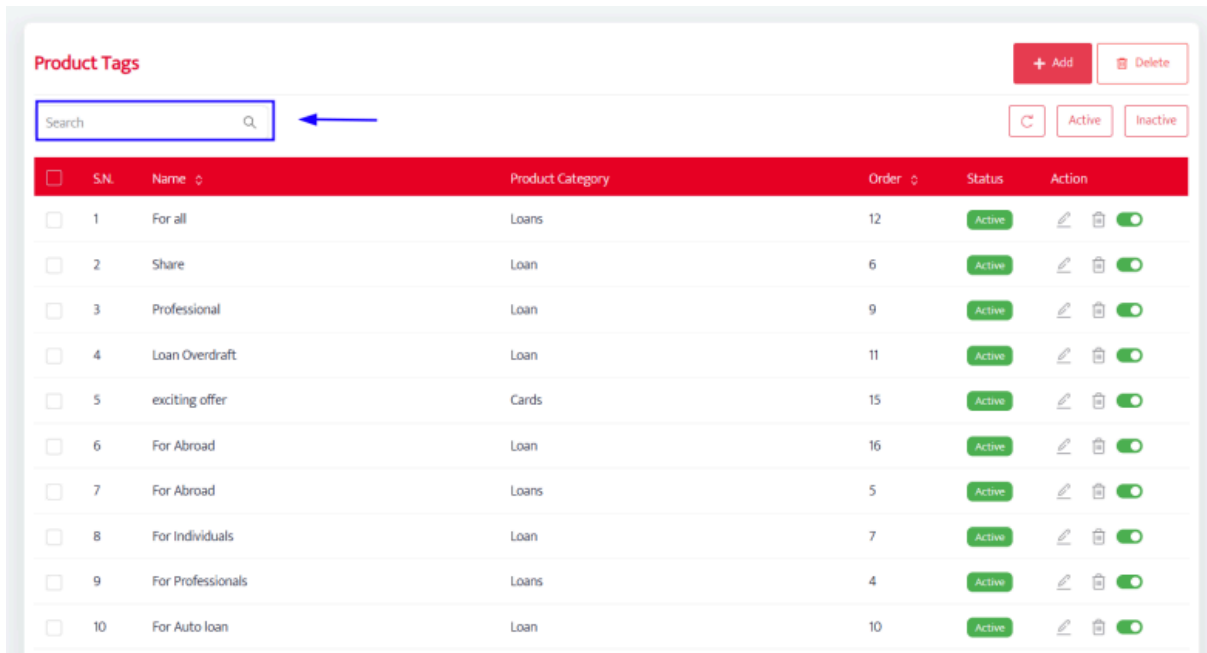 Product Tags
+ Add
Delete
Search
Active
Inactive
S.N. Name Product Category Order Status Action
1 For all Loans 12 Active
2 Share Loan 6 Active
3 Professional Loan 9 Active
4 Loan Overdraft Loan 11 Active
5 exciting offer Cards 15 Active
6 For Abroad Loan 16 Active
7 For Abroad Loans 5 Active
8 For Individuals Loan 7 Active
9 For Professionals Loans 4 Active
10 For Auto loan Loan 10 Active